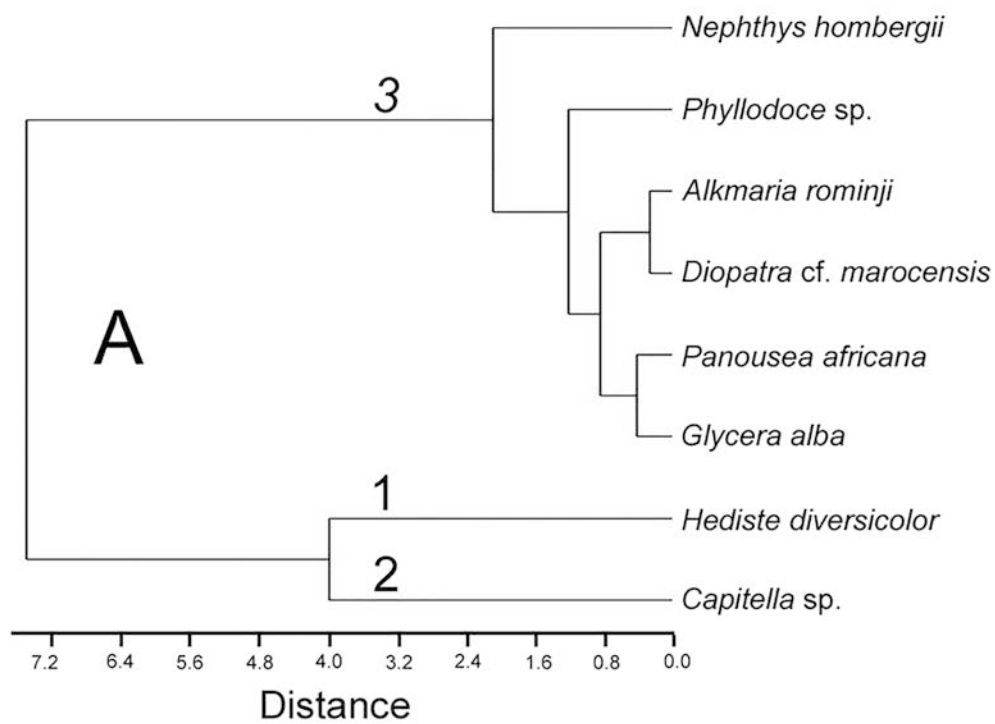 Nephthys hombergii
3
Phyllodoce sp.
Alkmaria rominji
Diopatra cf. marocensis
A
Panousea africana
Glycera alba
1
Hediste diversicolor
2
Capitella sp.
7.2 6.4 5.6 4.8 4.0 3.2 2.4 1.6 0.8 0.0
Distance